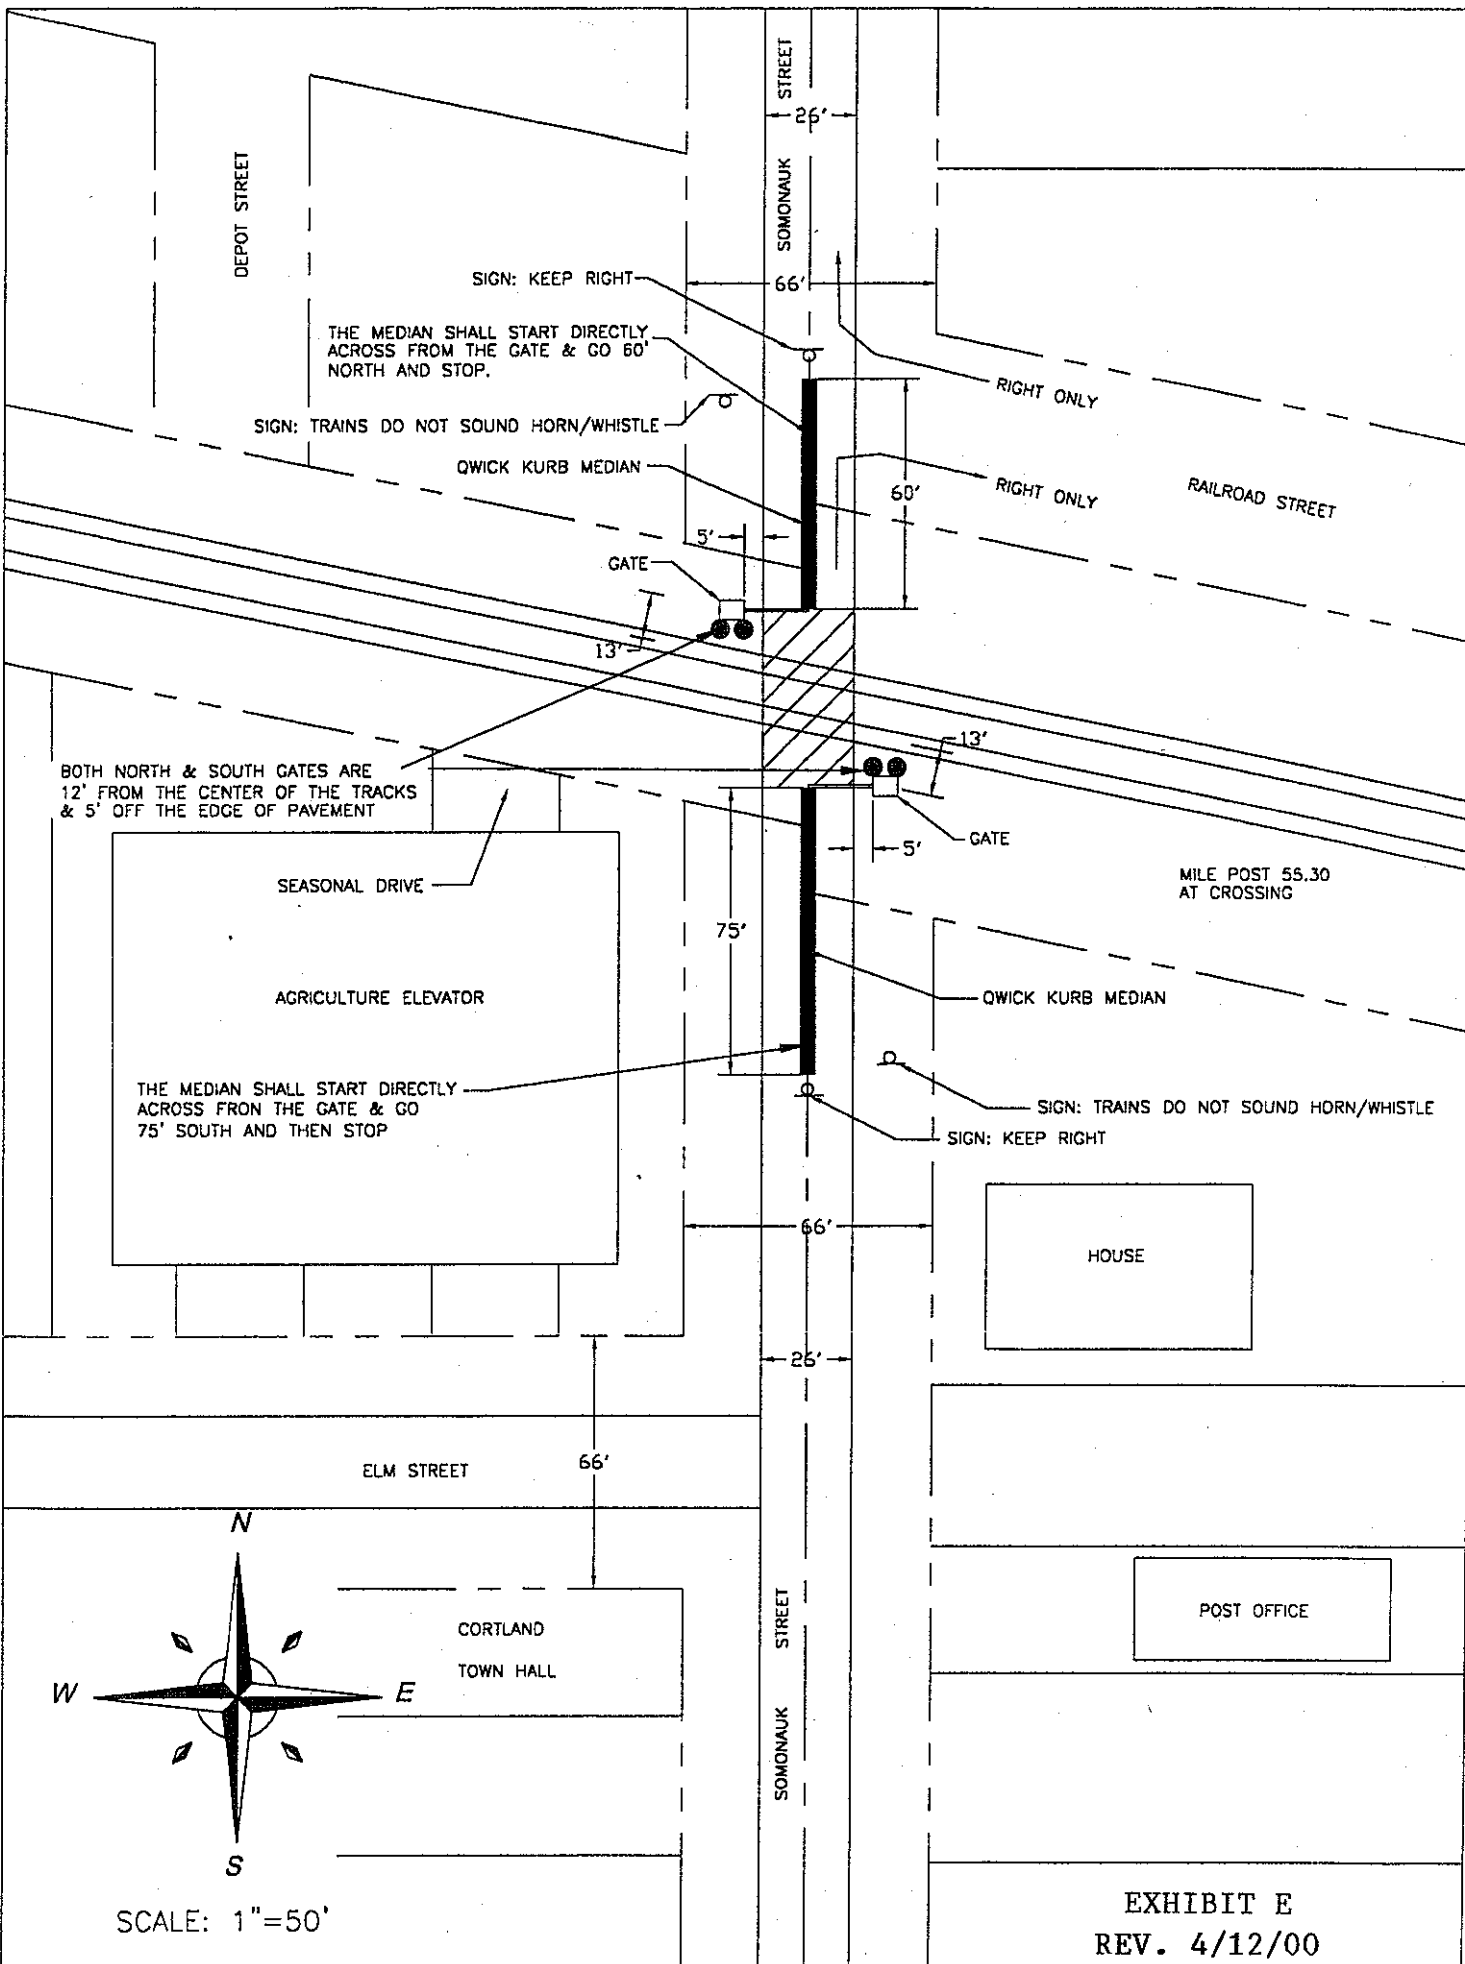 SOMONAUK STREET
26'
DEPOT STREET
SIGN: KEEP RIGHT
66'
THE MEDIAN SHALL START DIRECTLY
ACROSS FROM THE GATE & GO 60'
NORTH AND STOP.
RIGHT ONLY
SIGN: TRAINS DO NOT SOUND HORN/WHISTLE
QWICK KURB MEDIAN
60'
RIGHT ONLY
RAILROAD STREET
5'
GATE
13'
13'
BOTH NORTH & SOUTH GATES ARE
12' FROM THE CENTER OF THE TRACKS
& 5' OFF THE EDGE OF PAVEMENT
GATE
5'
SEASONAL DRIVE
MILE POST 55.30
AT CROSSING
75'
AGRICULTURE ELEVATOR
QWICK KURB MEDIAN
THE MEDIAN SHALL START DIRECTLY
ACROSS FRON THE GATE & GO
75' SOUTH AND THEN STOP
SIGN: TRAINS DO NOT SOUND HORN/WHISTLE
SIGN: KEEP RIGHT
66'
HOUSE
26'
ELM STREET
66'
N
W
E
S
CORTLAND
TOWN HALL
SOMONAUK STREET
POST OFFICE
SCALE: 1"=50'
EXHIBIT E
REV. 4/12/00